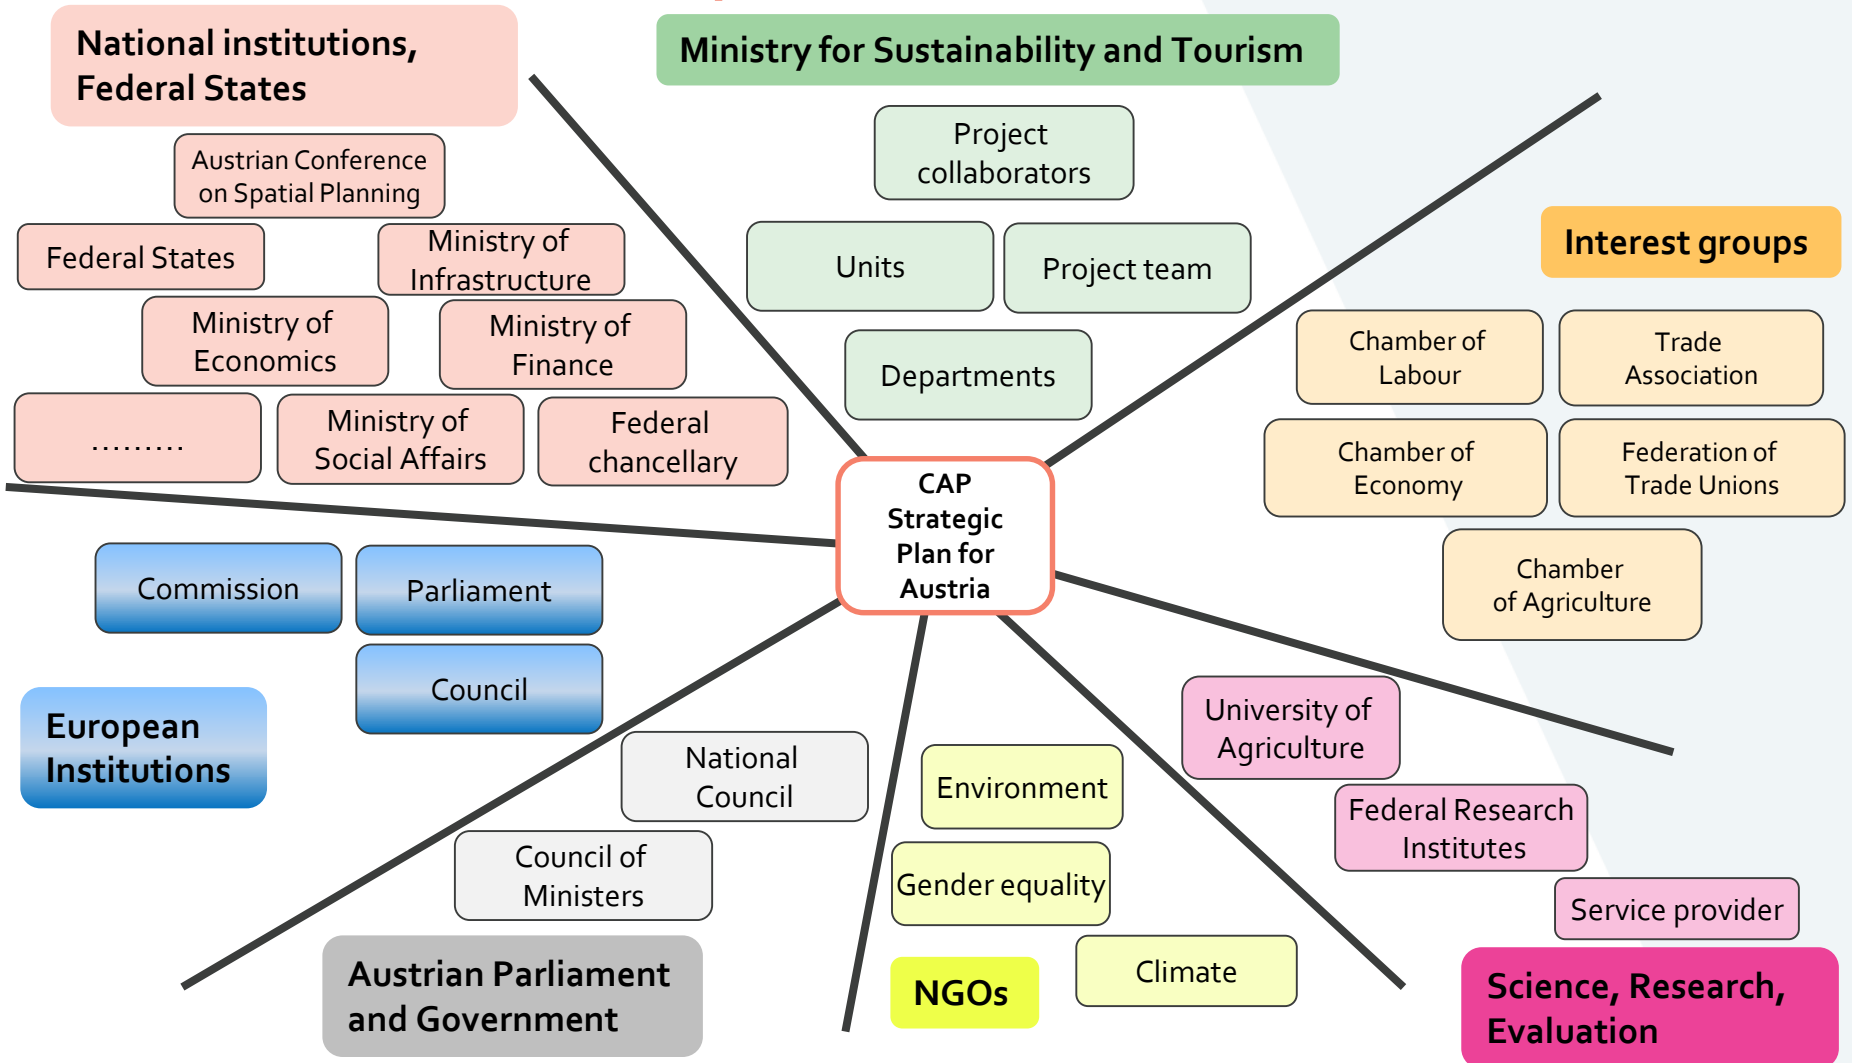 National institutions,
Federal States
Ministry for Sustainability and Tourism
Austrian Conference
on Spatial Planning
Federal States
Ministry of
Infrastructure
Ministry of
Economics
Ministry of
Finance
.........
Ministry of
Social Affairs
Federal
chancellary
Project
collaborators
Units
Project team
Departments
Interest groups
Chamber of
Labour
Trade
Association
Chamber of
Economy
Federation of
Trade Unions
Chamber
of Agriculture
CAP
Strategic
Plan for
Austria
Commission
Parliament
Council
European
Institutions
National
Council
Council of
Ministers
Austrian Parliament
and Government
Environment
Gender equality
Climate
NGOs
University of
Agriculture
Federal Research
Institutes
Service provider
Science, Research,
Evaluation